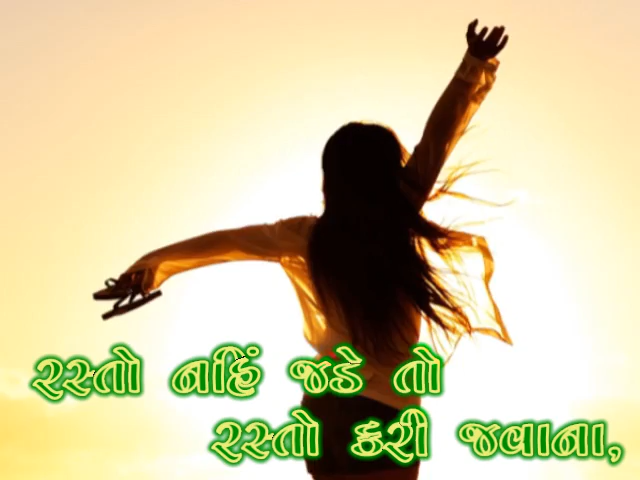 રસ્તો નહિં જડે તો
રસ્તો કરી જવાના,